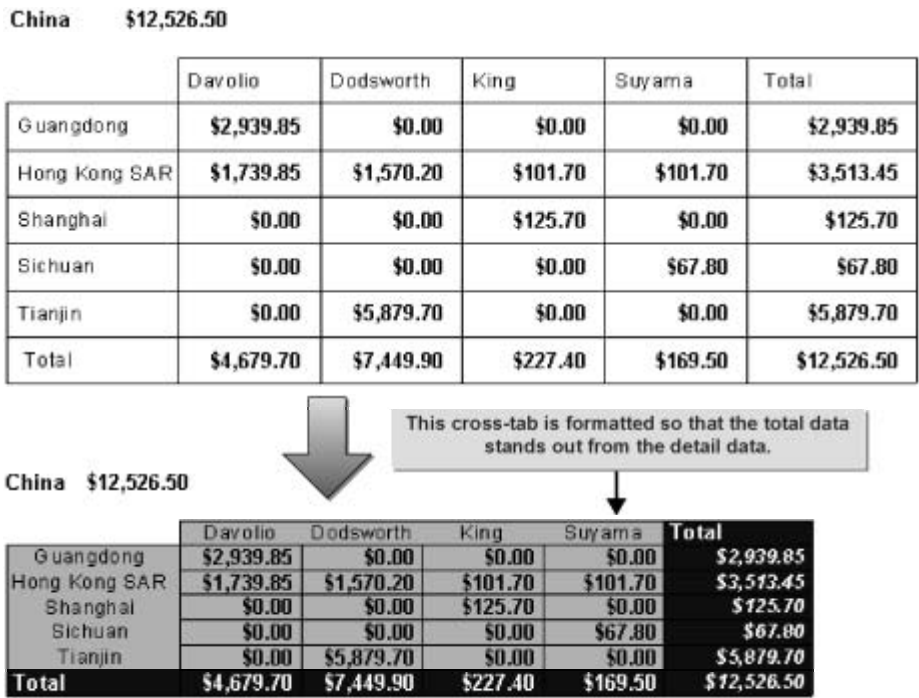 China $12,526.50
Davolio Dodsworth King Suyama Total
Guangdong $2,939.85 $0.00 $0.00 $0.00 $2,939.85
Hong Kong SAR $1,739.85 $1,570.20 $101.70 $101.70 $3,513.45
Shanghai $0.00 $0.00 $125.70 $0.00 $125.70
Sichuan $0.00 $0.00 $0.00 $67.80 $67.80
Tianjin $0.00 $5,879.70 $0.00 $0.00 $5,879.70
Total $4,679.70 $7,449.90 $227.40 $169.50 $12,526.50
This cross-tab is formatted so that the total data
stands out from the detail data.
China $12,526.50
Davolio Dodsworth King Suyama Total
Guangdong $2,939.85 $0.00 $0.00 $0.00 $2,939.85
Hong Kong SAR $1,739.85 $1,570.20 $101.70 $101.70 $3,513.45
Shanghai $0.00 $0.00 $125.70 $0.00 $125.70
Sichuan $0.00 $0.00 $0.00 $67.80 $67.80
Tianjin $0.00 $5,879.70 $0.00 $0.00 $5,879.70
Total $4,679.70 $7,449.90 $227.40 $169.50 $12,526.50